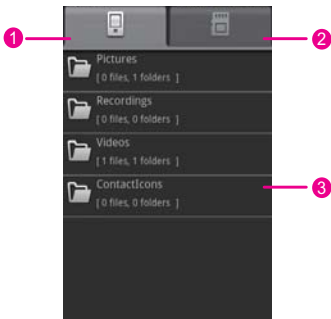 1
2
Pictures
[ 0 files, 1 folders ]
Recordings
[ 0 files, 0 folders ]
Videos
[ 1 files, 1 folders ]
ContactIcons
[ 0 files, 0 folders ]
3